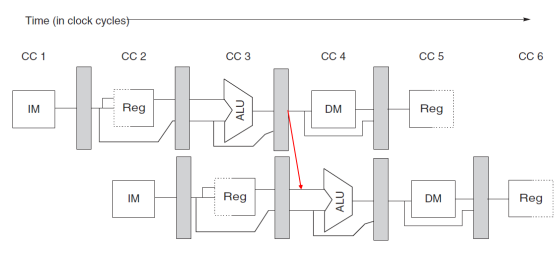 Time (in clock cycles)
CC 1 CC 2 CC 3 CC 4 CC 5 CC 6
IM Reg ALU DM Reg
IM Reg ALU DM Reg